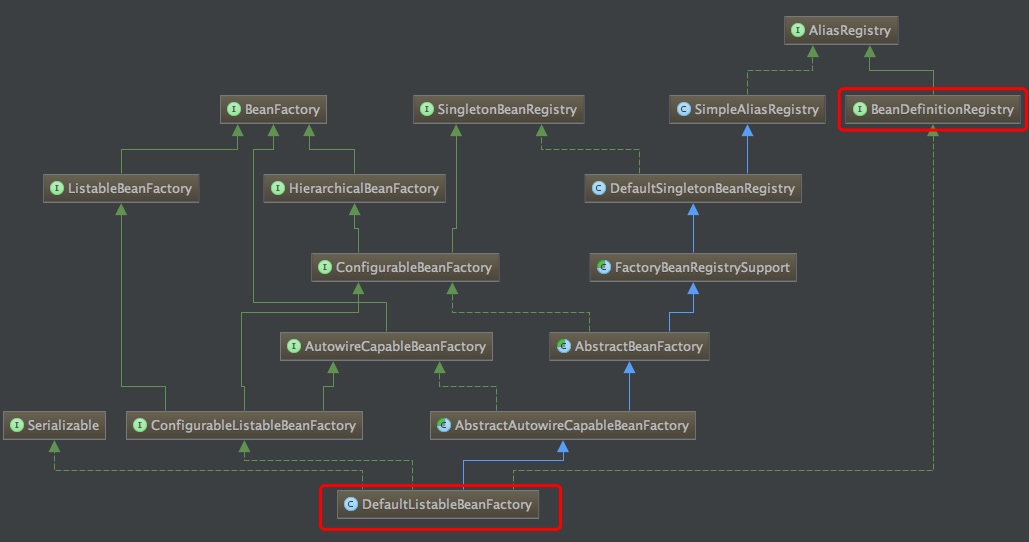 I AliasRegistry
I BeanFactory
I SingletonBeanRegistry
C SimpleAliasRegistry
I BeanDefinitionRegistry
I ListableBeanFactory
I HierarchicalBeanFactory
C DefaultSingletonBeanRegistry
I ConfigurableBeanFactory
C FactoryBeanRegistrySupport
I AutowireCapableBeanFactory
C AbstractBeanFactory
I Serializable
I ConfigurableListableBeanFactory
C AbstractAutowireCapableBeanFactory
C DefaultListableBeanFactory